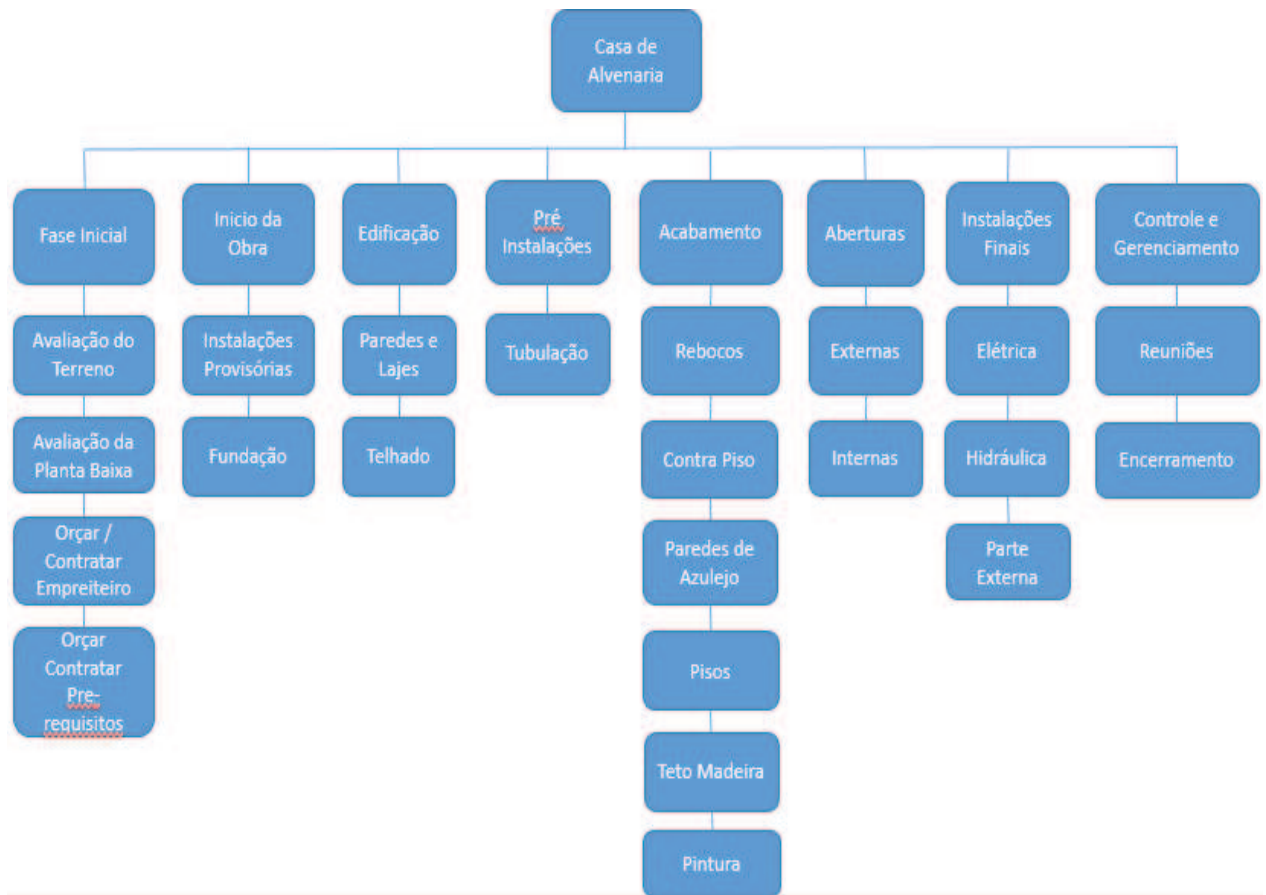 Casa de
Alvenaria
Fase Inicial
Inicio da
Obra
Edificação
Pré
Instalações
Acabamento
Aberturas
Instalações
Finais
Controle e
Gerenciamento
Avaliação do
Terreno
Instalações
Provisórias
Paredes e
Lajes
Tubulação
Rebocos
Externas
Elétrica
Reuniões
Avaliação da
Planta Baixa
Fundação
Telhado
Contra Piso
Internas
Hidráulica
Encerramento
Orçar /
Contratar
Empreiteiro
Paredes de
Azulejo
Parte
Externa
Orçar
Contratar
Pre-
requisitos
Pisos
Teto Madeira
Pintura